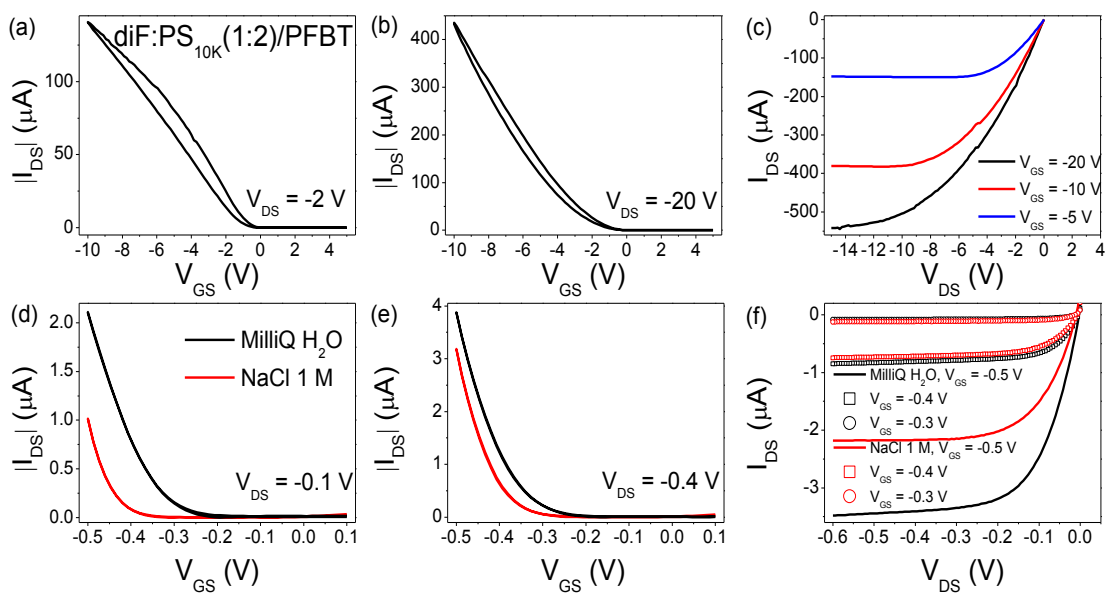 (a)
diF:PS10K(1:2)/PFBT
100
50
0
|IDS| (μA)
VDS = -2 V
-10 -8 -6 -4 -2 0 2 4
VGS (V)
(b)
400
300
200
100
0
|IDS| (μA)
VDS = -20 V
-10 -8 -6 -4 -2 0 2 4
VGS (V)
(c)
0
-50
-100
-150
-200
-300
-400
-500
IDS (μA)
VGS = -20 V
VGS = -10 V
VGS = -5 V
-14 -12 -10 -8 -6 -4 -2 0 2 4
VDS (V)
(d)
2.0
1.5
1.0
0.5
0.0
|IDS| (μA)
MilliQ H2O
NaCl 1 M
VDS = -0.1 V
-0.5 -0.4 -0.3 -0.2 -0.1 0.0 0.1
VGS (V)
(e)
4
3
2
1
0
|IDS| (μA)
VDS = -0.4 V
-0.5 -0.4 -0.3 -0.2 -0.1 0.0 0.1
VGS (V)
(f)
0
-1
-2
-3
IDS (μA)
MilliQ H2O, VGS = -0.5 V
VGS = -0.4 V
VGS = -0.3 V
NaCl 1 M, VGS = -0.5 V
VGS = -0.4 V
VGS = -0.3 V
-0.6 -0.5 -0.4 -0.3 -0.2 -0.1 0.0
VDS (V)